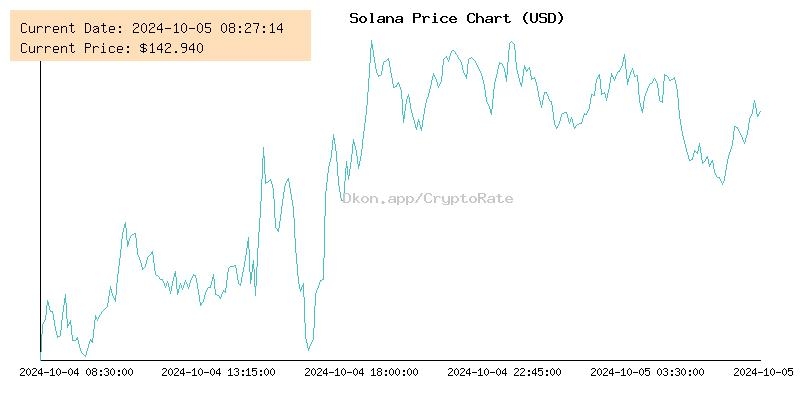 Solana Price Chart (USD)
Current Date: 2024-10-05 08:27:14
Current Price: $142.940
Okon.app/CryptoRate
2024-10-04 08:30:00 2024-10-04 13:15:00 2024-10-04 18:00:00 2024-10-04 22:45:00 2024-10-05 03:30:00 2024-10-05